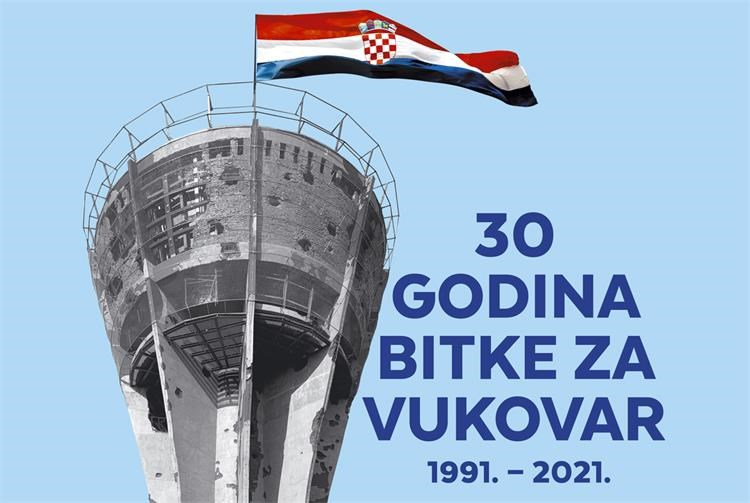 30
GODINA
BITKE ZA
VUKOVAR
1991. – 2021.